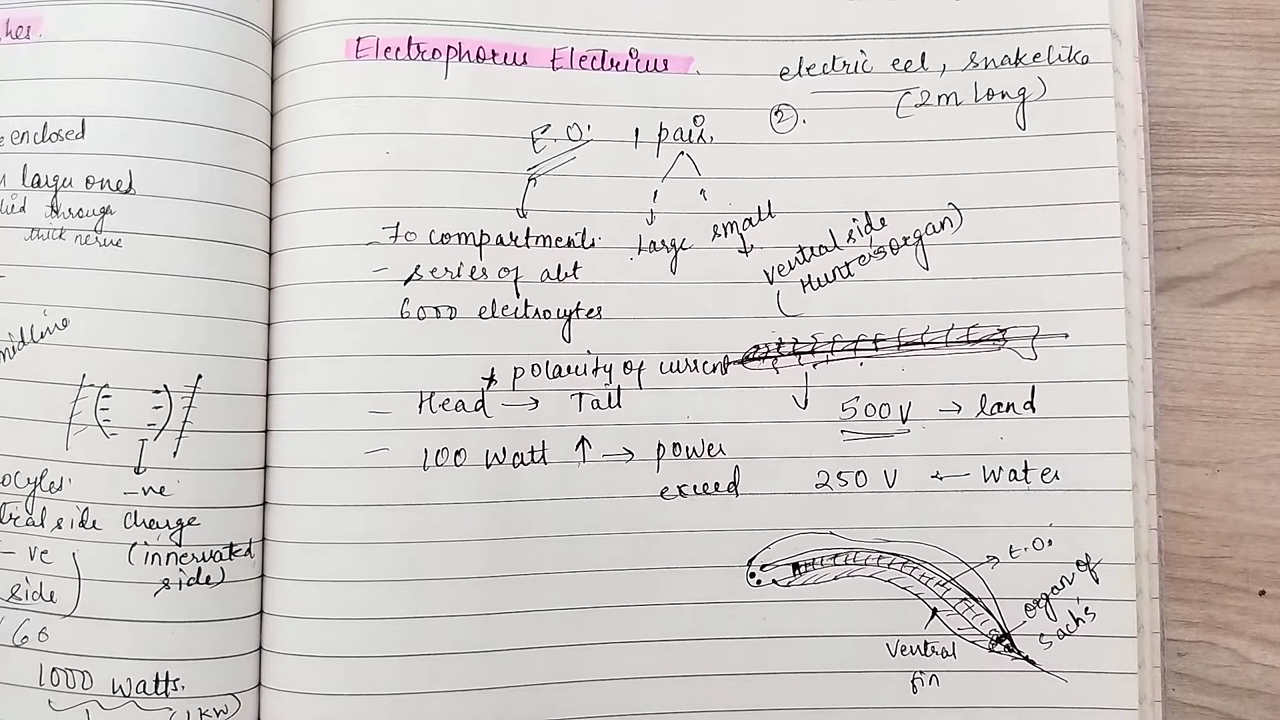 hes.
e enclosed
large ones
lied through
thick nerve
midline
-ve
ocytes.
tral side charge
- ve (innervated
side side)
60
1000 watts.
(1KW)
Electrophorus Electricus.
electric eel, snakelike
(2m long)
②.
E.O: 1 pair.
- 70 compartments.
Large small
ventral side
(Hunter's organ)
- series of abt
6000 electrocytes
* polarity of current
- Head → Tail
500V → land
- 100 Watt ↑ → power
exceed
250 V ← Water
E.O.
organ of
Sach's
Ventral
fin